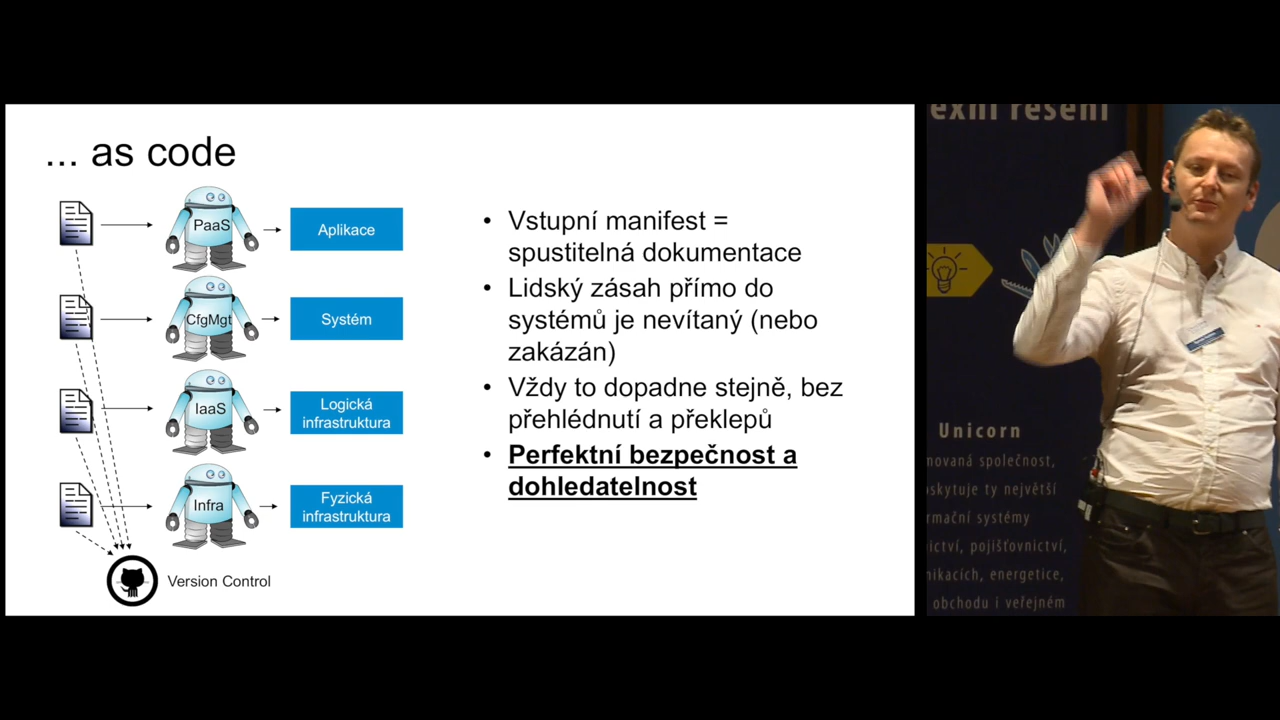 ... as code
PaaS
Aplikace
CfgMgt
Systém
IaaS
Logická
infrastruktura
Infra
Fyzická
infrastruktura
Version Control
• Vstupní manifest =
spustitelná dokumentace
• Lidský zásah přímo do
systémů je nevítaný (nebo
zakázán)
• Vždy to dopadne stejně, bez
přehlédnutí a překlepů
• Perfektní bezpečnost a
dohledatelnost
exní řešení
Unicorn
novaná společnost,
oskytuje ty největší
rmační systémy
nictví, pojišťovnictví,
nikacích, energetice,
obchodu i veřejném